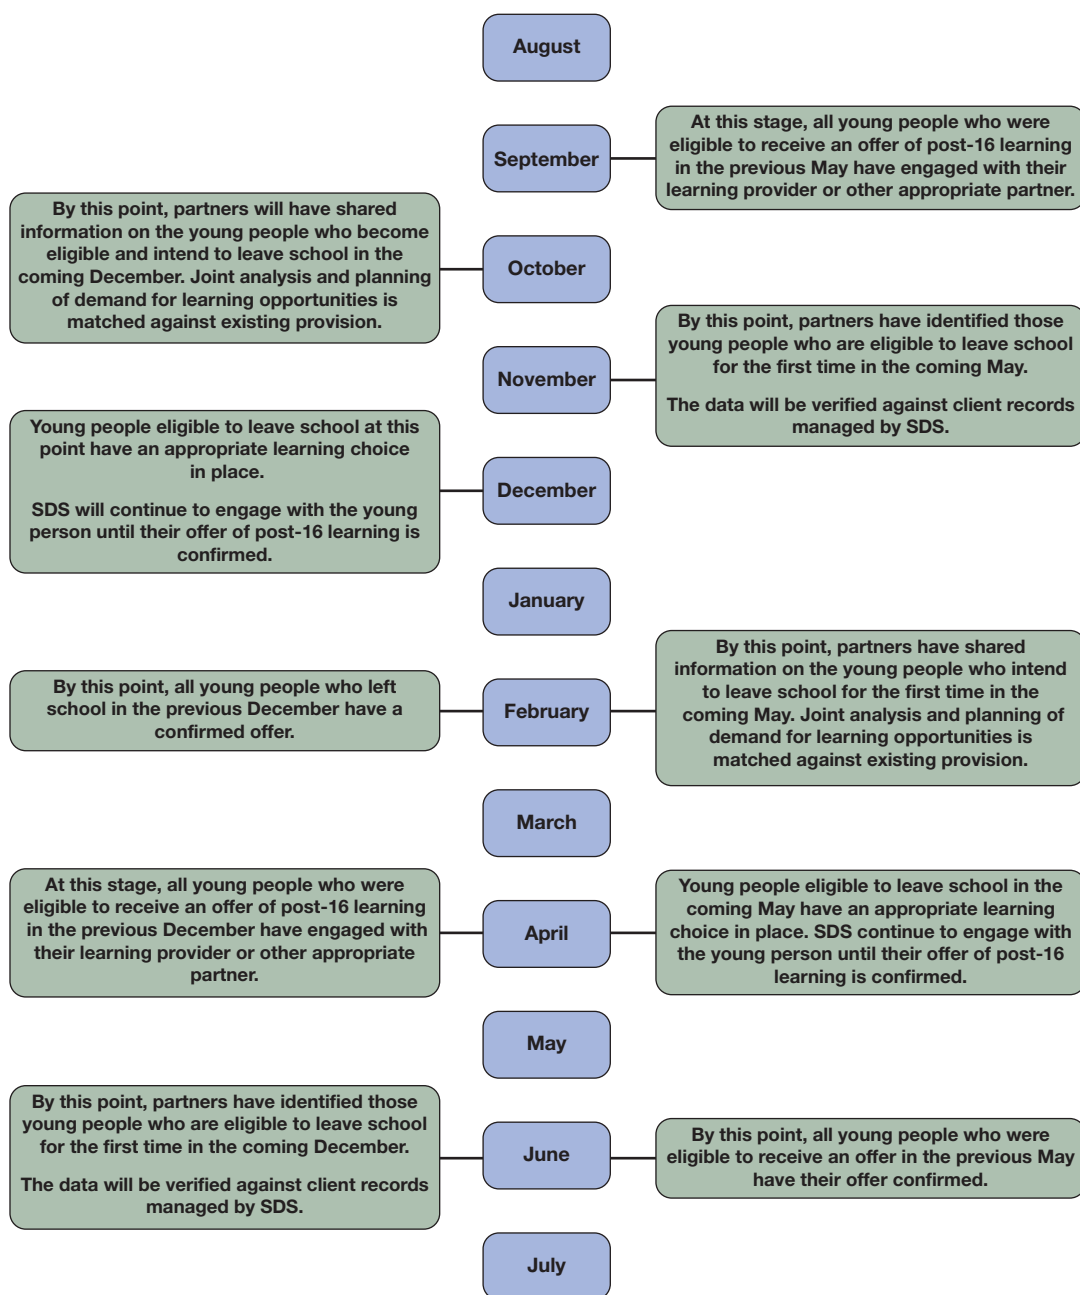 August
September
At this stage, all young people who were
eligible to receive an offer of post-16 learning
in the previous May have engaged with their
learning provider or other appropriate partner.
By this point, partners will have shared
information on the young people who become
eligible and intend to leave school in the
coming December. Joint analysis and planning
of demand for learning opportunities is
matched against existing provision.
October
November
By this point, partners have identified those
young people who are eligible to leave school
for the first time in the coming May.
The data will be verified against client records
managed by SDS.
Young people eligible to leave school at this
point have an appropriate learning choice
in place.
SDS will continue to engage with the young
person until their offer of post-16 learning is
confirmed.
December
January
By this point, all young people who left
school in the previous December have a
confirmed offer.
February
By this point, partners have shared
information on the young people who intend
to leave school for the first time in the
coming May. Joint analysis and planning of
demand for learning opportunities is
matched against existing provision.
March
At this stage, all young people who were
eligible to receive an offer of post-16 learning
in the previous December have engaged with
their learning provider or other appropriate
partner.
April
Young people eligible to leave school in the
coming May have an appropriate learning
choice in place. SDS continue to engage with
the young person until their offer of post-16
learning is confirmed.
May
By this point, partners have identified those
young people who are eligible to leave school
for the first time in the coming December.
The data will be verified against client records
managed by SDS.
June
By this point, all young people who were
eligible to receive an offer in the previous May
have their offer confirmed.
July